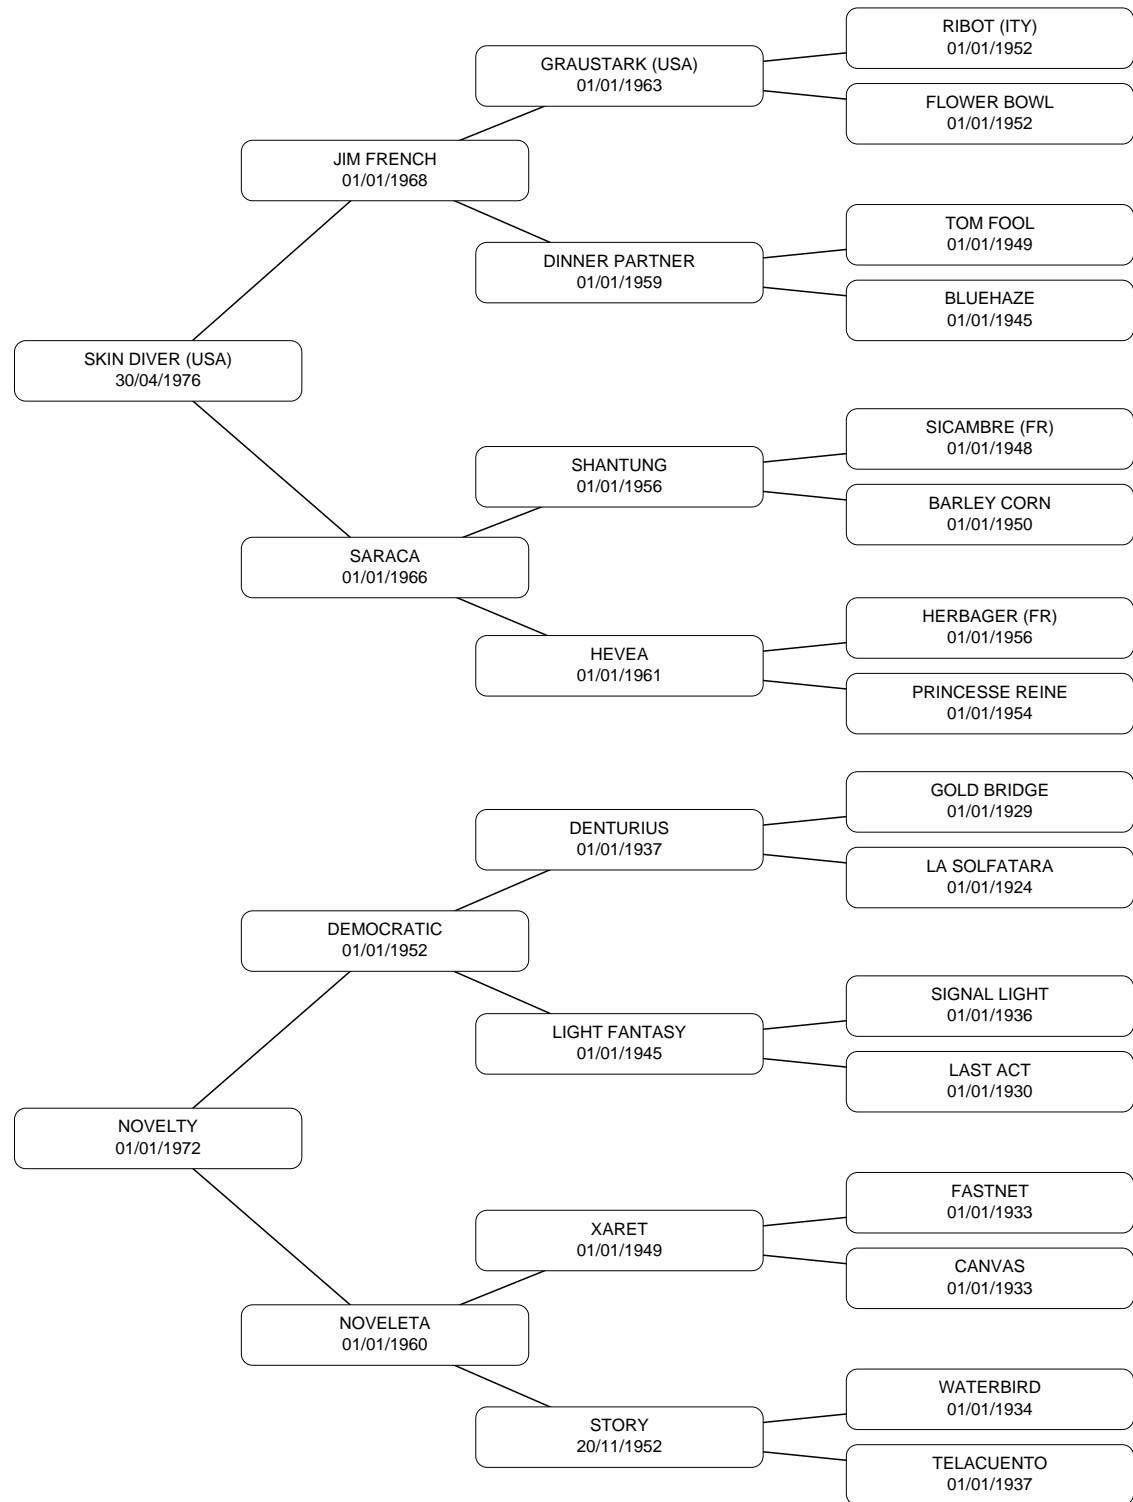 RIBOT (ITY)
01/01/1952
GRAUSTARK (USA)
01/01/1963
FLOWER BOWL
01/01/1952
JIM FRENCH
01/01/1968
TOM FOOL
01/01/1949
DINNER PARTNER
01/01/1959
BLUEHAZE
01/01/1945
SKIN DIVER (USA)
30/04/1976
SICAMBRE (FR)
01/01/1948
SHANTUNG
01/01/1956
BARLEY CORN
01/01/1950
SARACA
01/01/1966
HERBAGER (FR)
01/01/1956
HEVEA
01/01/1961
PRINCESSE REINE
01/01/1954
GOLD BRIDGE
01/01/1929
DENTURIUS
01/01/1937
LA SOLFATARA
01/01/1924
DEMOCRATIC
01/01/1952
SIGNAL LIGHT
01/01/1936
LIGHT FANTASY
01/01/1945
LAST ACT
01/01/1930
NOVELTY
01/01/1972
FASTNET
01/01/1933
XARET
01/01/1949
CANVAS
01/01/1933
NOVELETA
01/01/1960
WATERBIRD
01/01/1934
STORY
20/11/1952
TELACUENTO
01/01/1937